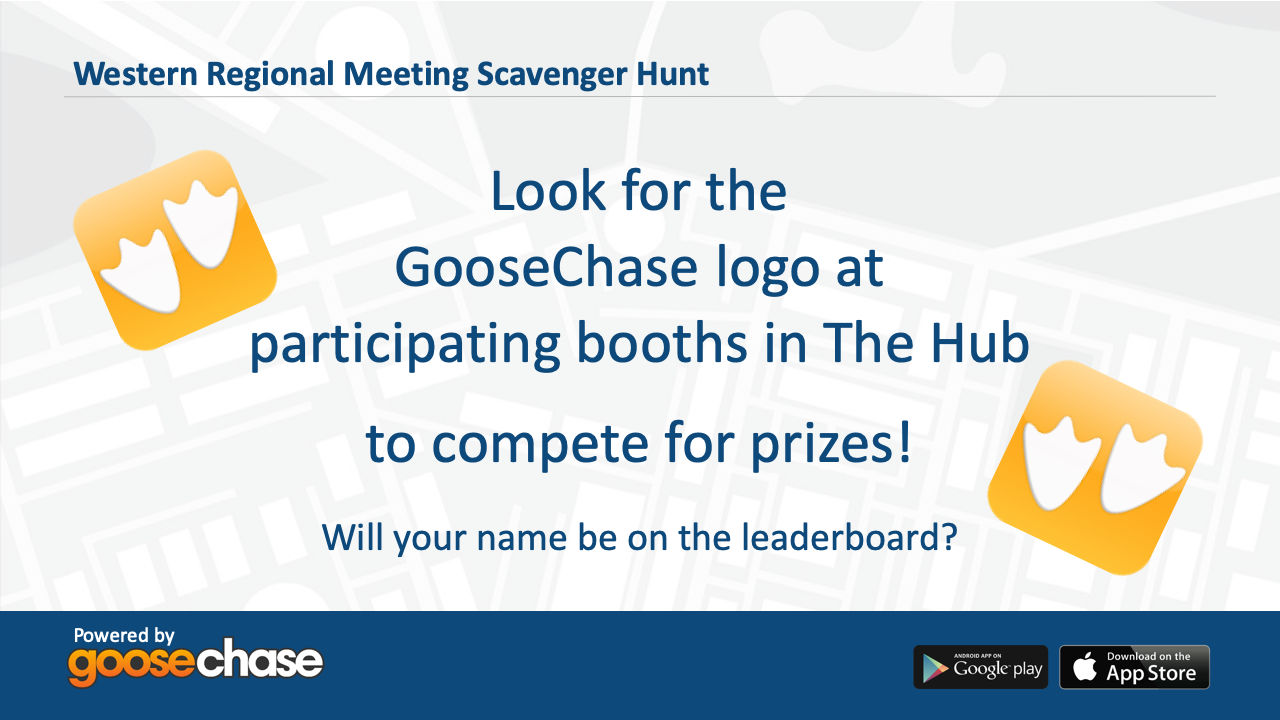 Western Regional Meeting Scavenger Hunt
Look for the
GooseChase logo at
participating booths in The Hub
to compete for prizes!
Will your name be on the leaderboard?
Powered by
goosechase
ANDROID APP ON
Google play
Download on the
App Store